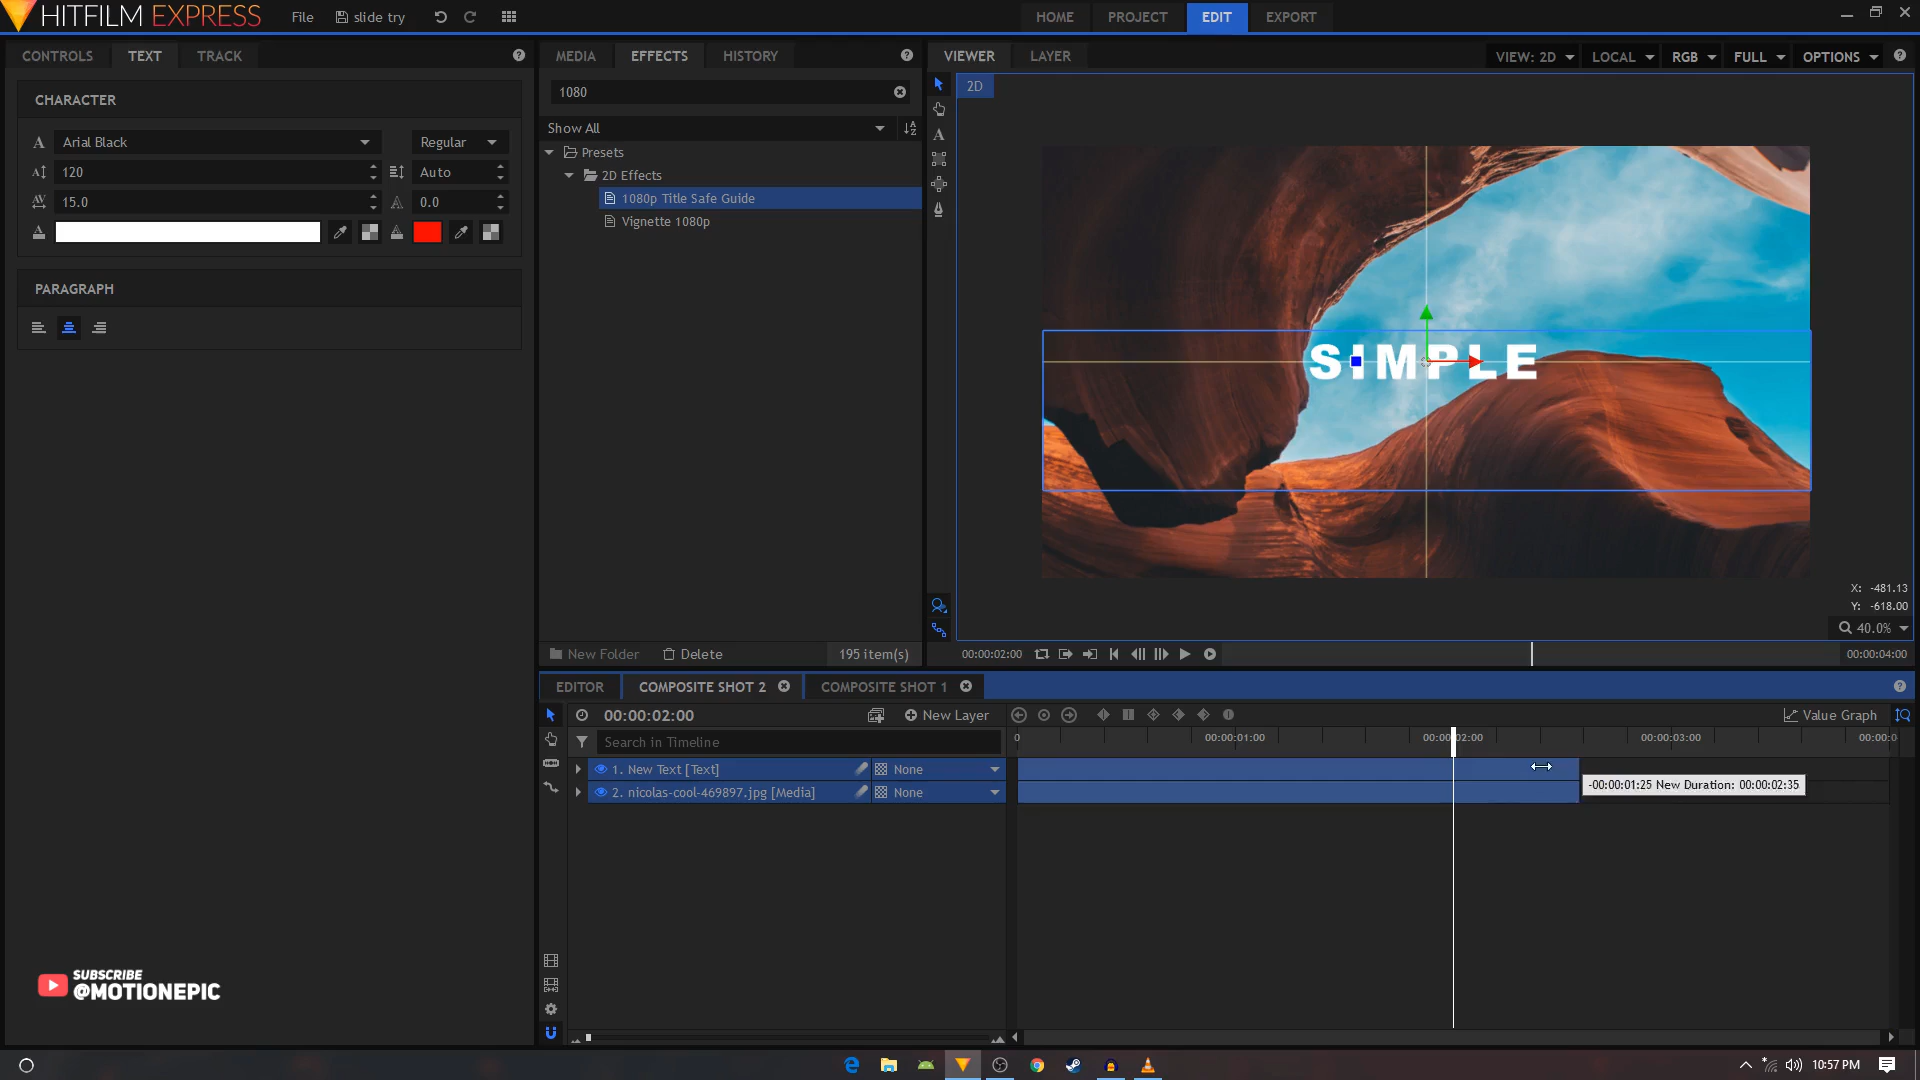 HITFILM EXPRESS
File
slide try
HOME
PROJECT
EDIT
EXPORT
CONTROLS
TEXT
TRACK
MEDIA
EFFECTS
HISTORY
VIEWER
LAYER
VIEW: 2D
LOCAL
RGB
FULL
OPTIONS
CHARACTER
Arial Black
Regular
120
Auto
15.0
0.0
PARAGRAPH
1080
Show All
Presets
2D Effects
1080p Title Safe Guide
Vignette 1080p
New Folder
Delete
195 item(s)
2D
SIMPLE
X: -481.13
Y: -618.00
40.0%
00:00:02:00
00:00:04:00
EDITOR
COMPOSITE SHOT 2
COMPOSITE SHOT 1
00:00:02:00
New Layer
Value Graph
Search in Timeline
0
00:00:01:00
00:00:02:00
00:00:03:00
00:00:0
1. New Text [Text]
None
2. nicolas-cool-469897.jpg [Media]
None
-00:00:01:25 New Duration: 00:00:02:35
SUBSCRIBE
@MOTIONEPIC
10:57 PM